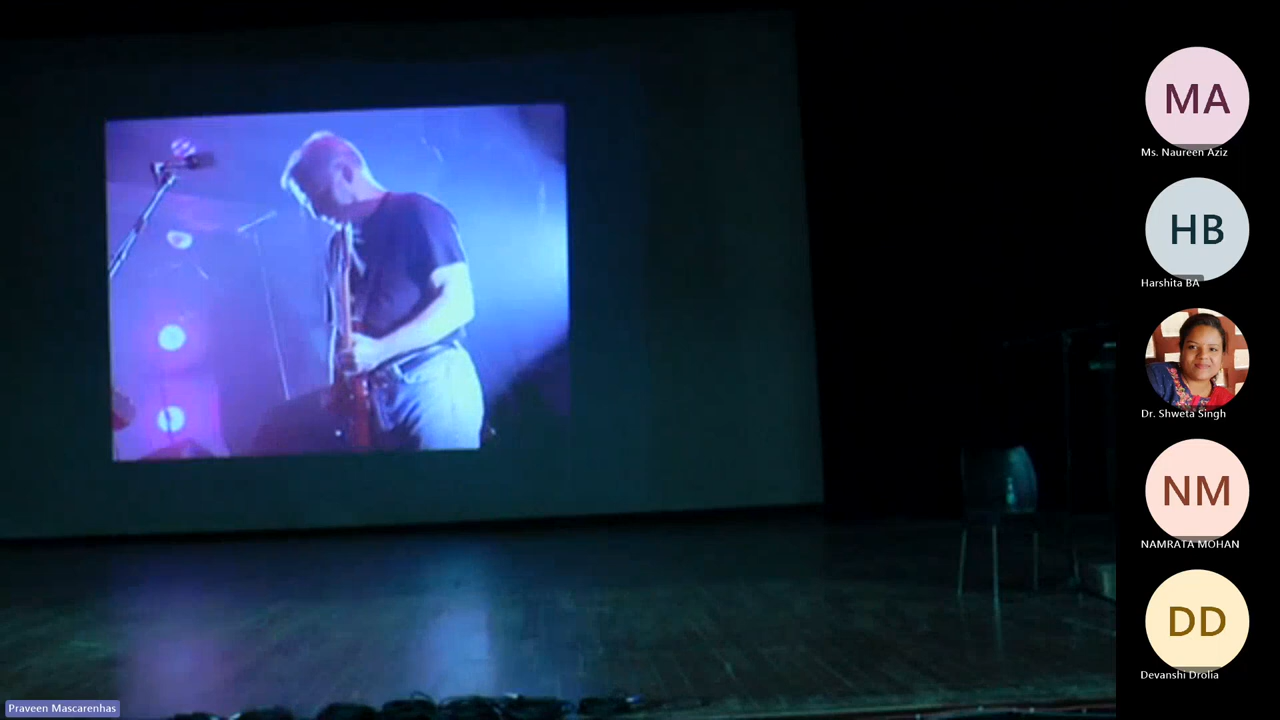 MA
Ms. Naureen Aziz
HB
Harshita BA
Dr. Shweta Singh
NM
NAMRATA MOHAN
DD
Devanshi Drolia
Praveen Mascarenhas